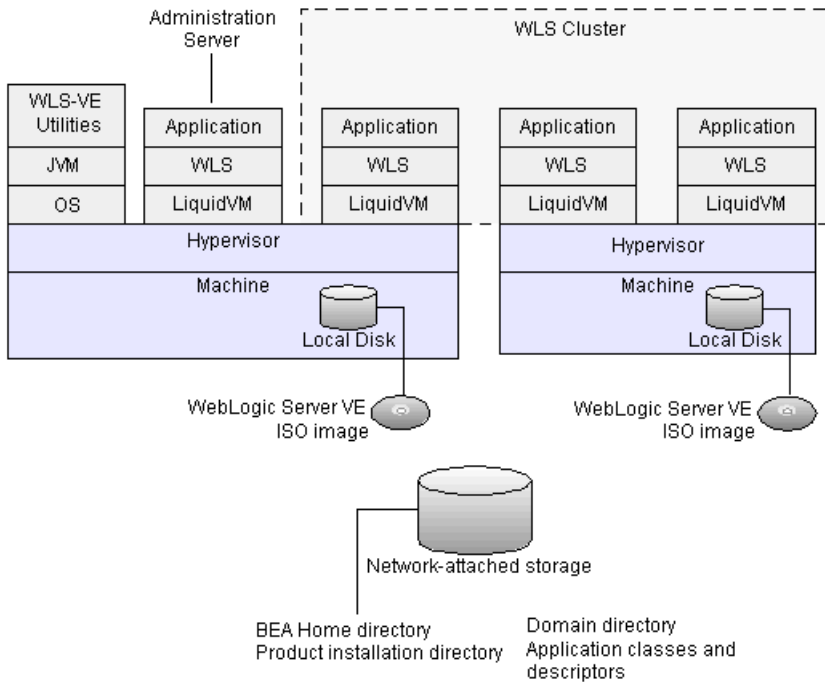 Administration
Server
WLS Cluster
WLS-VE
Utilities
JVM
OS
Application
WLS
LiquidVM
Application
WLS
LiquidVM
Application
WLS
LiquidVM
Application
WLS
LiquidVM
Hypervisor
Machine
Local Disk
Hypervisor
Machine
Local Disk
WebLogic Server VE
ISO image
WebLogic Server VE
ISO image
Network-attached storage
BEA Home directory
Product installation directory
Domain directory
Application classes and
descriptors